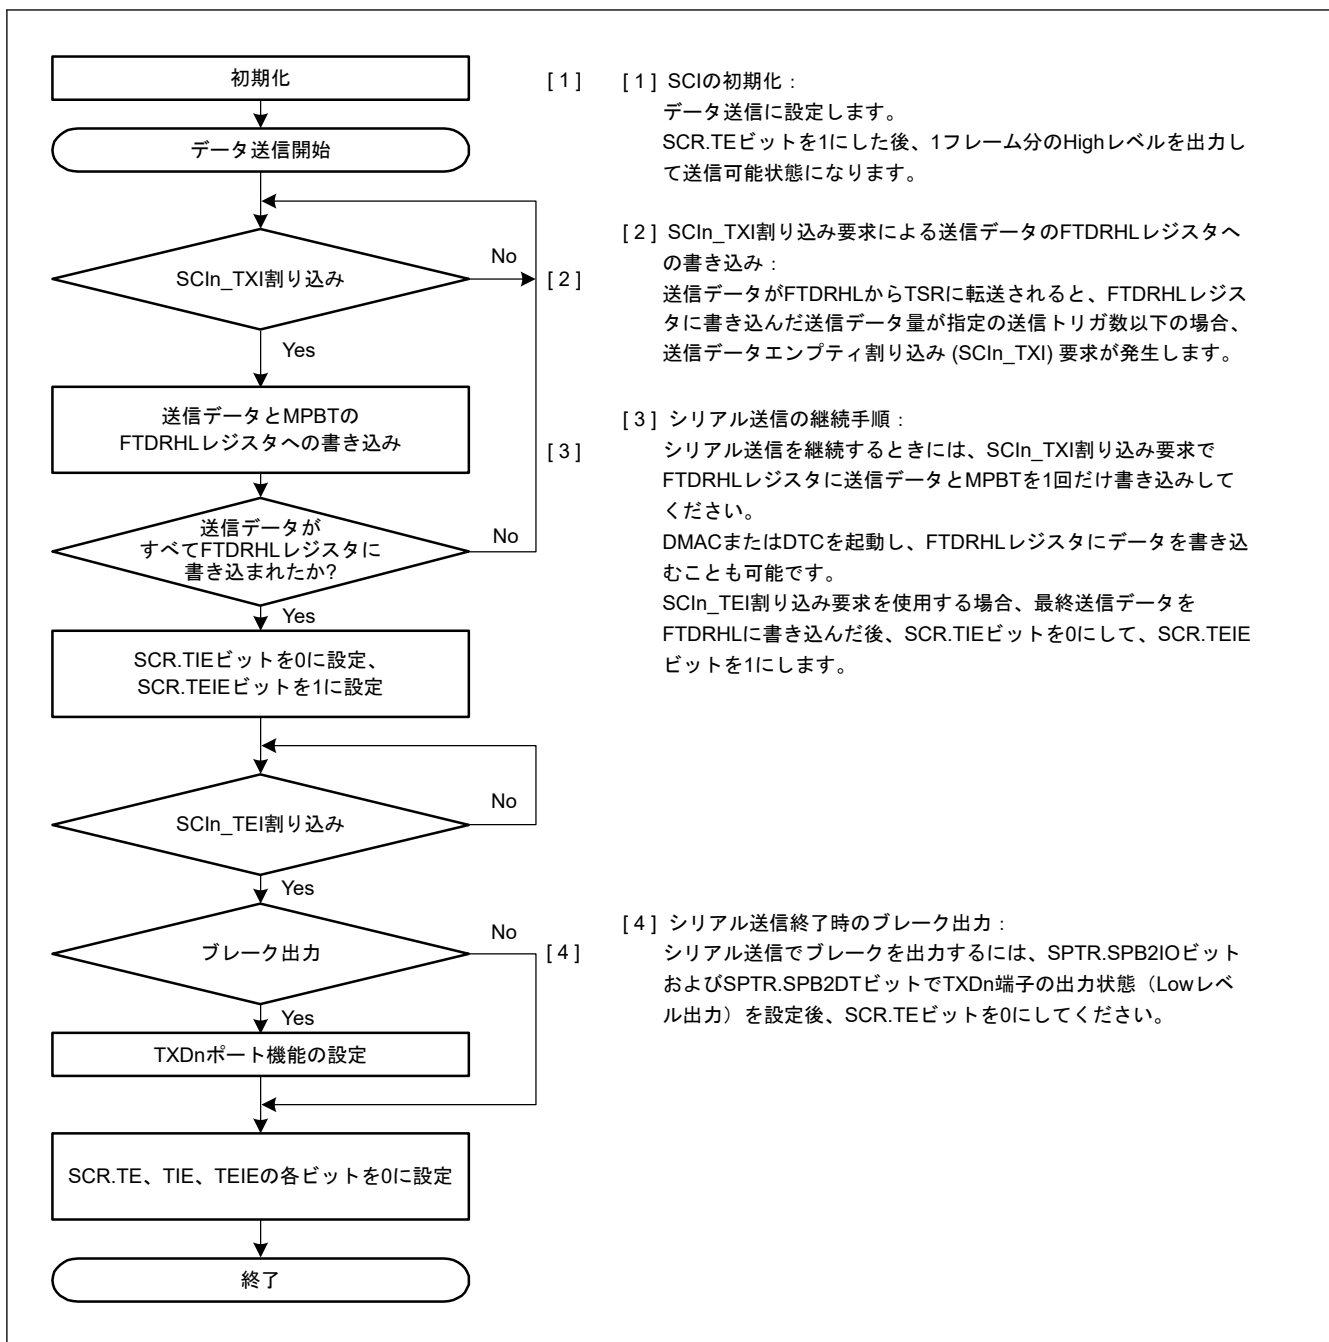 初期化
[ 1 ]
データ送信開始
SCIn_TXI割り込み
No
[ 2 ]
Yes
送信データとMPBTの
FTDRHLレジスタへの書き込み
[ 3 ]
送信データが
すべてFTDRHLレジスタに
書き込まれたか?
No
Yes
SCR.TIEビットを0に設定、
SCR.TEIEビットを1に設定
SCIn_TEI割り込み
No
Yes
ブレーク出力
No
[ 4 ]
Yes
TXDnポート機能の設定
SCR.TE、TIE、TEIEの各ビットを0に設定
終了
[ 1 ] SCIの初期化：
データ送信に設定します。
SCR.TEビットを1にした後、1フレーム分のHighレベルを出力し
て送信可能状態になります。
[ 2 ] SCIn_TXI割り込み要求による送信データのFTDRHLレジスタへ
の書き込み：
送信データがFTDRHLからTSRに転送されると、FTDRHLレジス
タに書き込んだ送信データ量が指定の送信トリガ数以下の場合、
送信データエンプティ割り込み (SCIn_TXI) 要求が発生します。
[ 3 ] シリアル送信の継続手順：
シリアル送信を継続するときには、SCIn_TXI割り込み要求で
FTDRHLレジスタに送信データとMPBTを1回だけ書き込みして
ください。
DMACまたはDTCを起動し、FTDRHLレジスタにデータを書き込
むことも可能です。
SCIn_TEI割り込み要求を使用する場合、最終送信データを
FTDRHLに書き込んだ後、SCR.TIEビットを0にして、SCR.TEIE
ビットを1にします。
[ 4 ] シリアル送信終了時のブレーク出力：
シリアル送信でブレークを出力するには、SPTR.SPB2IOビット
およびSPTR.SPB2DTビットでTXDn端子の出力状態（Lowレベ
ル出力）を設定後、SCR.TEビットを0にしてください。